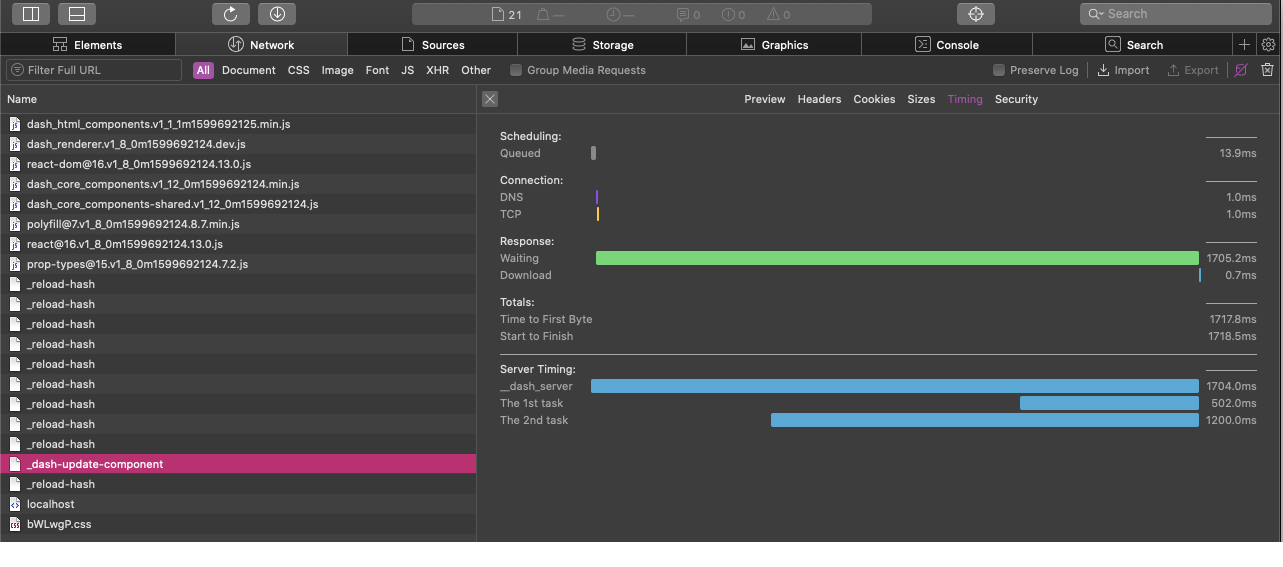 21 — — 0 0 0 Search
Elements Network Sources Storage Graphics Console Search
Filter Full URL All Document CSS Image Font JS XHR Other Group Media Requests Preserve Log Import Export
Name
dash_html_components.v1_1_1m1599692125.min.js
dash_renderer.v1_8_0m1599692124.dev.js
react-dom@16.v1_8_0m1599692124.13.0.js
dash_core_components.v1_12_0m1599692124.min.js
dash_core_components-shared.v1_12_0m1599692124.js
polyfill@7.v1_8_0m1599692124.8.7.min.js
react@16.v1_8_0m1599692124.13.0.js
prop-types@15.v1_8_0m1599692124.7.2.js
_reload-hash
_reload-hash
_reload-hash
_reload-hash
_reload-hash
_reload-hash
_reload-hash
_reload-hash
_reload-hash
_dash-update-component
_reload-hash
localhost
bWLwgP.css
Preview Headers Cookies Sizes Timing Security
Scheduling:
Queued 13.9ms
Connection:
DNS 1.0ms
TCP 1.0ms
Response:
Waiting 1705.2ms
Download 0.7ms
Totals:
Time to First Byte 1717.8ms
Start to Finish 1718.5ms
Server Timing:
__dash_server 1704.0ms
The 1st task 502.0ms
The 2nd task 1200.0ms